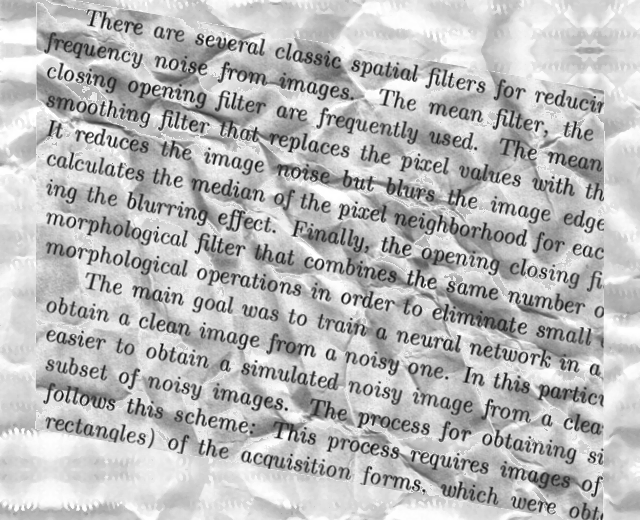 There are several classic spatial filters for reducin
frequency noise from images. The mean filter, the
closing opening filter are frequently used. The mean
smoothing filter that replaces the pixel values with th
It reduces the image noise but blurs the image edge
calculates the median of the pixel neighborhood for eac
ing the blurring effect. Finally, the opening closing fi
morphological filter that combines the same number o
morphological operations in order to eliminate small
The main goal was to train a neural network in a
obtain a clean image from a noisy one. In this particu
easier to obtain a simulated noisy image from a clea
subset of noisy images. The process for obtaining si
follows this scheme: This process requires images of
rectangles) of the acquisition forms, which were obt